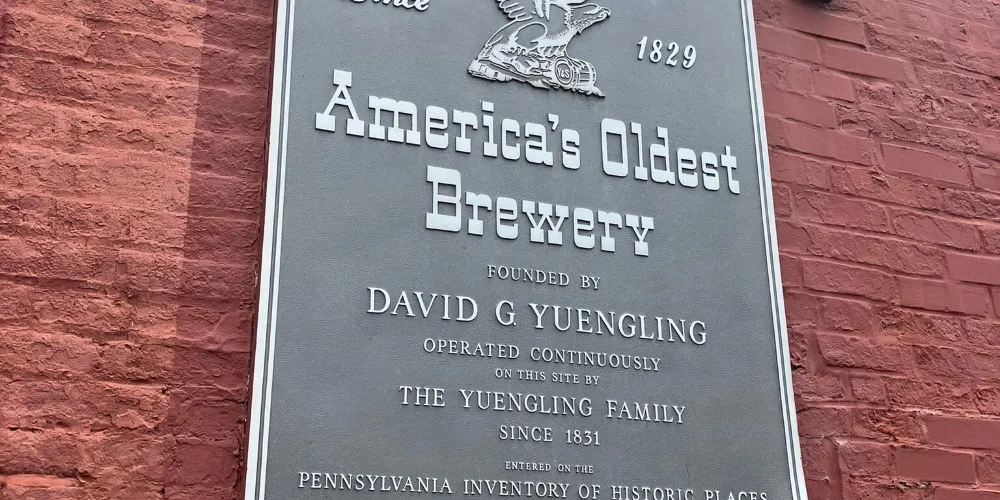 Since
1829
America's Oldest
Brewery
FOUNDED BY
DAVID G. YUENGLING
OPERATED CONTINUOUSLY
ON THIS SITE BY
THE YUENGLING FAMILY
SINCE 1831
ENTERED ON THE
PENNSYLVANIA INVENTORY OF HISTORIC PLACES